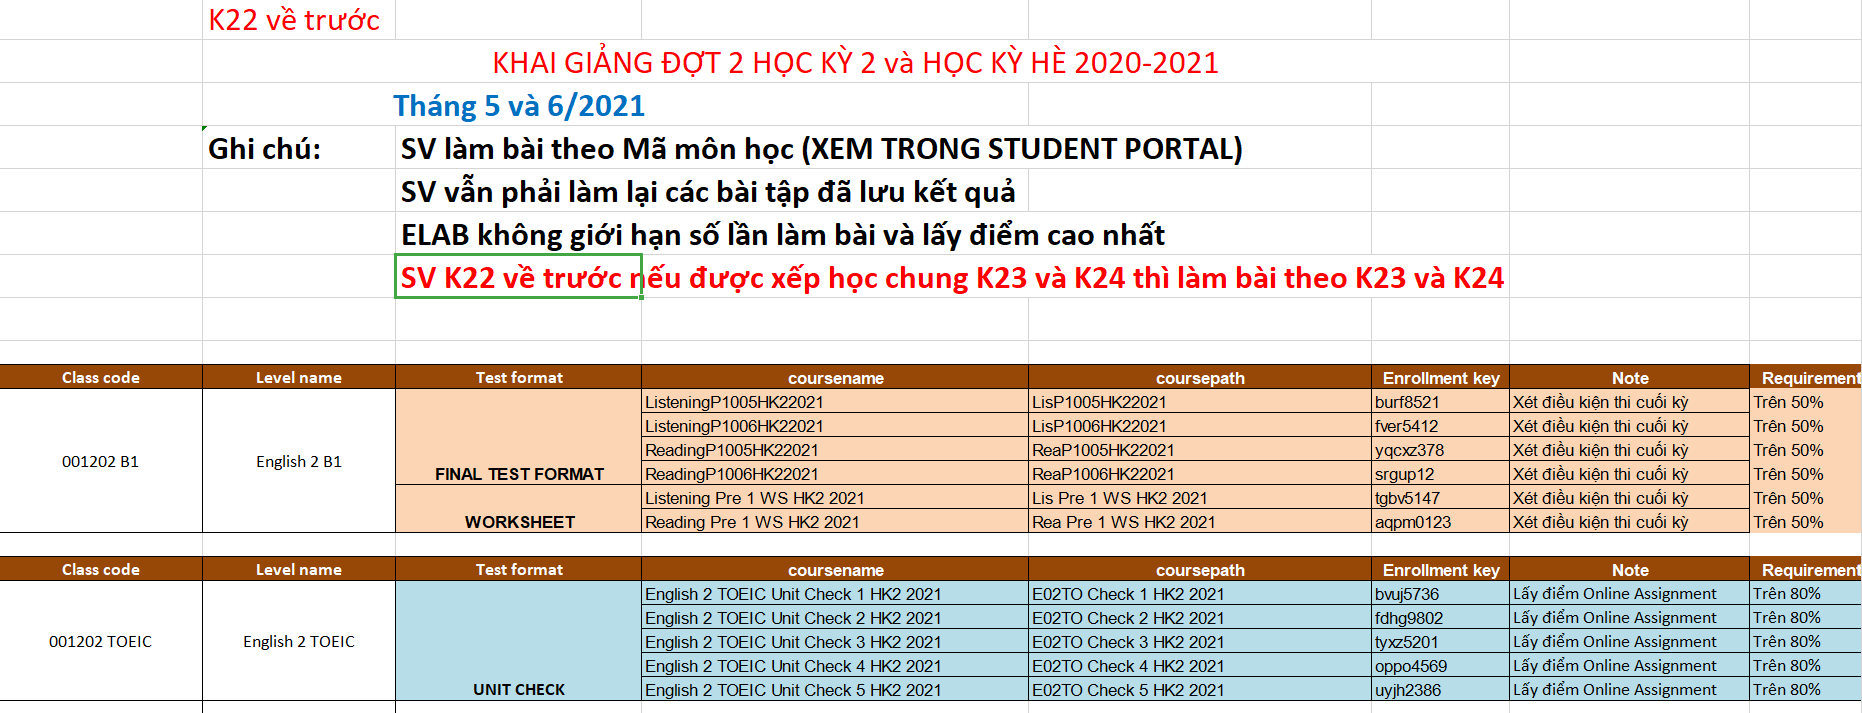 K22 về trước
KHAI GIẢNG ĐỢT 2 HỌC KỲ 2 và HỌC KỲ HÈ 2020-2021
Tháng 5 và 6/2021
Ghi chú: SV làm bài theo Mã môn học (XEM TRONG STUDENT PORTAL)
SV vẫn phải làm lại các bài tập đã lưu kết quả
ELAB không giới hạn số lần làm bài và lấy điểm cao nhất
SV K22 về trước nếu được xếp học chung K23 và K24 thì làm bài theo K23 và K24
Class code Level name Test format coursename coursepath Enrollment key Note Requirement
ListeningP1005HK22021 LisP1005HK22021 burf8521 Xét điều kiện thi cuối kỳ Trên 50%
ListeningP1006HK22021 LisP1006HK22021 fver5412 Xét điều kiện thi cuối kỳ Trên 50%
ReadingP1005HK22021 ReaP1005HK22021 yqcxz378 Xét điều kiện thi cuối kỳ Trên 50%
001202 B1 English 2 B1
FINAL TEST FORMAT ReadingP1006HK22021 ReaP1006HK22021 srgup12 Xét điều kiện thi cuối kỳ Trên 50%
Listening Pre 1 WS HK2 2021 Lis Pre 1 WS HK2 2021 tgbv5147 Xét điều kiện thi cuối kỳ Trên 50%
WORKSHEET Reading Pre 1 WS HK2 2021 Rea Pre 1 WS HK2 2021 aqpm0123 Xét điều kiện thi cuối kỳ Trên 50%
Class code Level name Test format coursename coursepath Enrollment key Note Requirement
English 2 TOEIC Unit Check 1 HK2 2021 E02TO Check 1 HK2 2021 bvuj5736 Lấy điểm Online Assignment Trên 80%
English 2 TOEIC Unit Check 2 HK2 2021 E02TO Check 2 HK2 2021 fdhg9802 Lấy điểm Online Assignment Trên 80%
001202 TOEIC English 2 TOEIC English 2 TOEIC Unit Check 3 HK2 2021 E02TO Check 3 HK2 2021 tyxz5201 Lấy điểm Online Assignment Trên 80%
English 2 TOEIC Unit Check 4 HK2 2021 E02TO Check 4 HK2 2021 oppo4569 Lấy điểm Online Assignment Trên 80%
UNIT CHECK English 2 TOEIC Unit Check 5 HK2 2021 E02TO Check 5 HK2 2021 uyjh2386 Lấy điểm Online Assignment Trên 80%